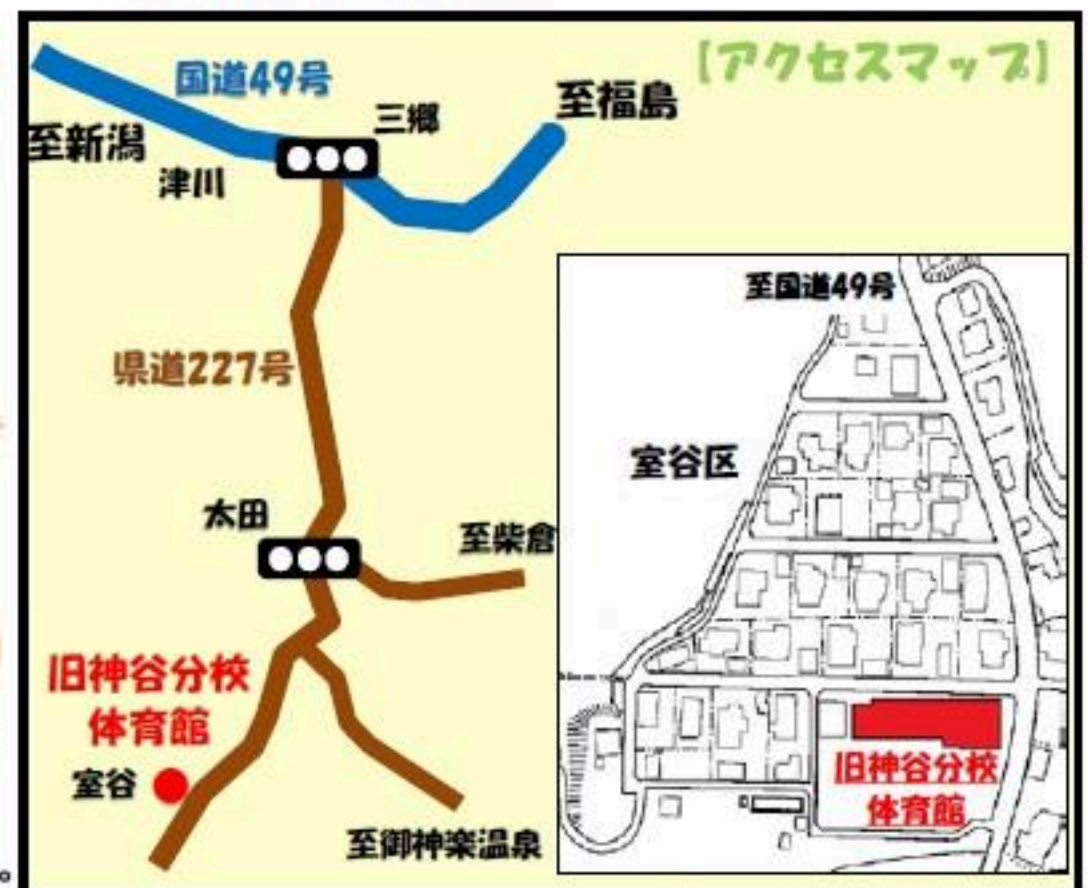 【アクセスマップ】
国道49号
三郷
至福島
至新潟
津川
県道227号
太田
至柴倉
旧神谷分校
体育館
室谷
至御神楽温泉
至国道49号
室谷区
旧神谷分校
体育館
。